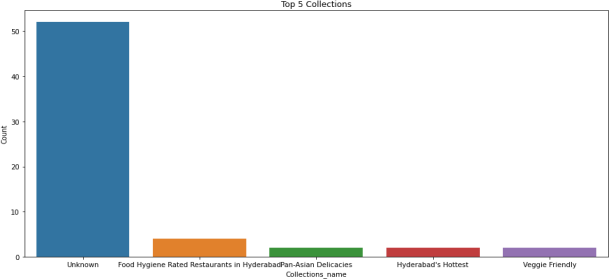 Top 5 Collections
50
40
30
20
10
0
Count
Unknown Food Hygiene Rated Restaurants in Hyderabad Pan-Asian Delicacies Hyderabad's Hottest Veggie Friendly
Collections_name